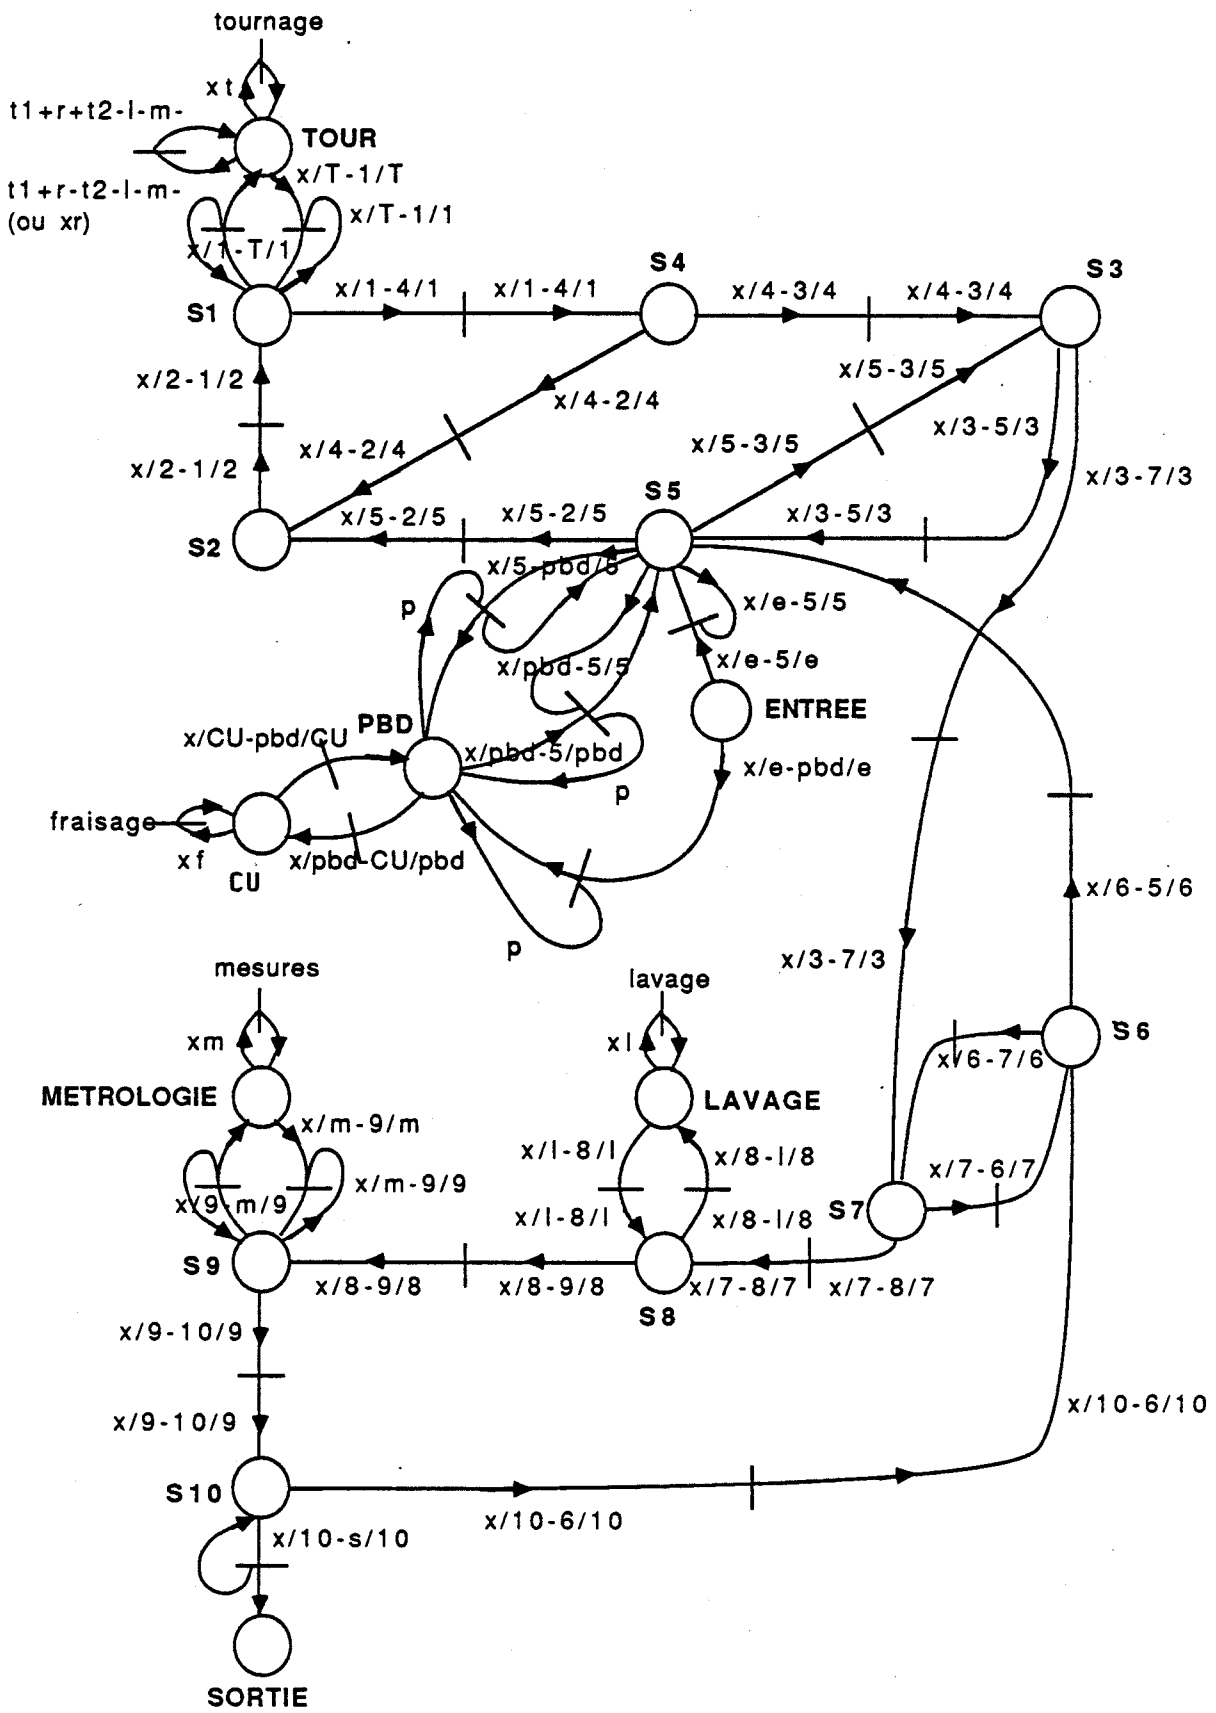 tournage
xt
t1+r+t2-l-m-
TOUR
x/T-1/T
t1+r-t2-l-m-
(ou xr)
x/T-1/1
x/1-T/1
S1
x/1-4/1
x/1-4/1
S4
x/4-3/4
x/4-3/4
S3
x/2-1/2
x/2-1/2
x/4-2/4
x/4-2/4
x/5-3/5
x/5-3/5
x/3-5/3
x/3-7/3
S5
x/3-5/3
x/5-2/5
x/5-2/5
S2
x/5-pbd/5
p
x/e-5/5
x/pbd-5/5
x/e-5/e
ENTREE
PBD
x/CU-pbd/CU
x/pbd-5/pbd
x/e-pbd/e
p
fraisage
xf
CU
x/pbd-CU/pbd
p
x/6-5/6
x/3-7/3
mesures
xm
METROLOGIE
lavage
xl
LAVAGE
S6
x/6-7/6
x/m-9/m
x/m-9/9
x/9-m/9
x/l-8/l
x/8-l/8
x/l-8/l
x/8-l/8
x/7-6/7
S7
S9
x/8-9/8
x/8-9/8
x/7-8/7
x/7-8/7
S8
x/9-10/9
x/9-10/9
x/10-6/10
S10
x/10-s/10
x/10-6/10
SORTIE